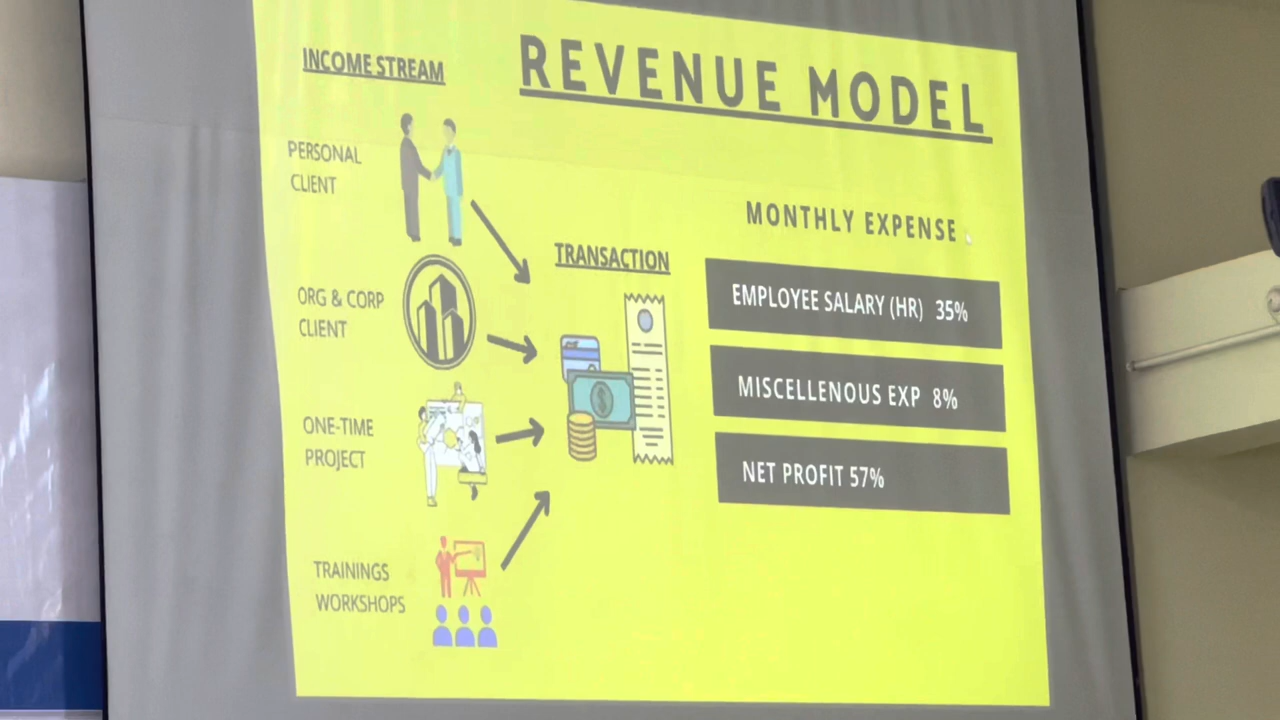 REVENUE MODEL
INCOME STREAM
PERSONAL
CLIENT
ORG & CORP
CLIENT
ONE-TIME
PROJECT
TRAININGS
WORKSHOPS
TRANSACTION
MONTHLY EXPENSE
EMPLOYEE SALARY (HR) 35%
MISCELLENOUS EXP 8%
NET PROFIT 57%